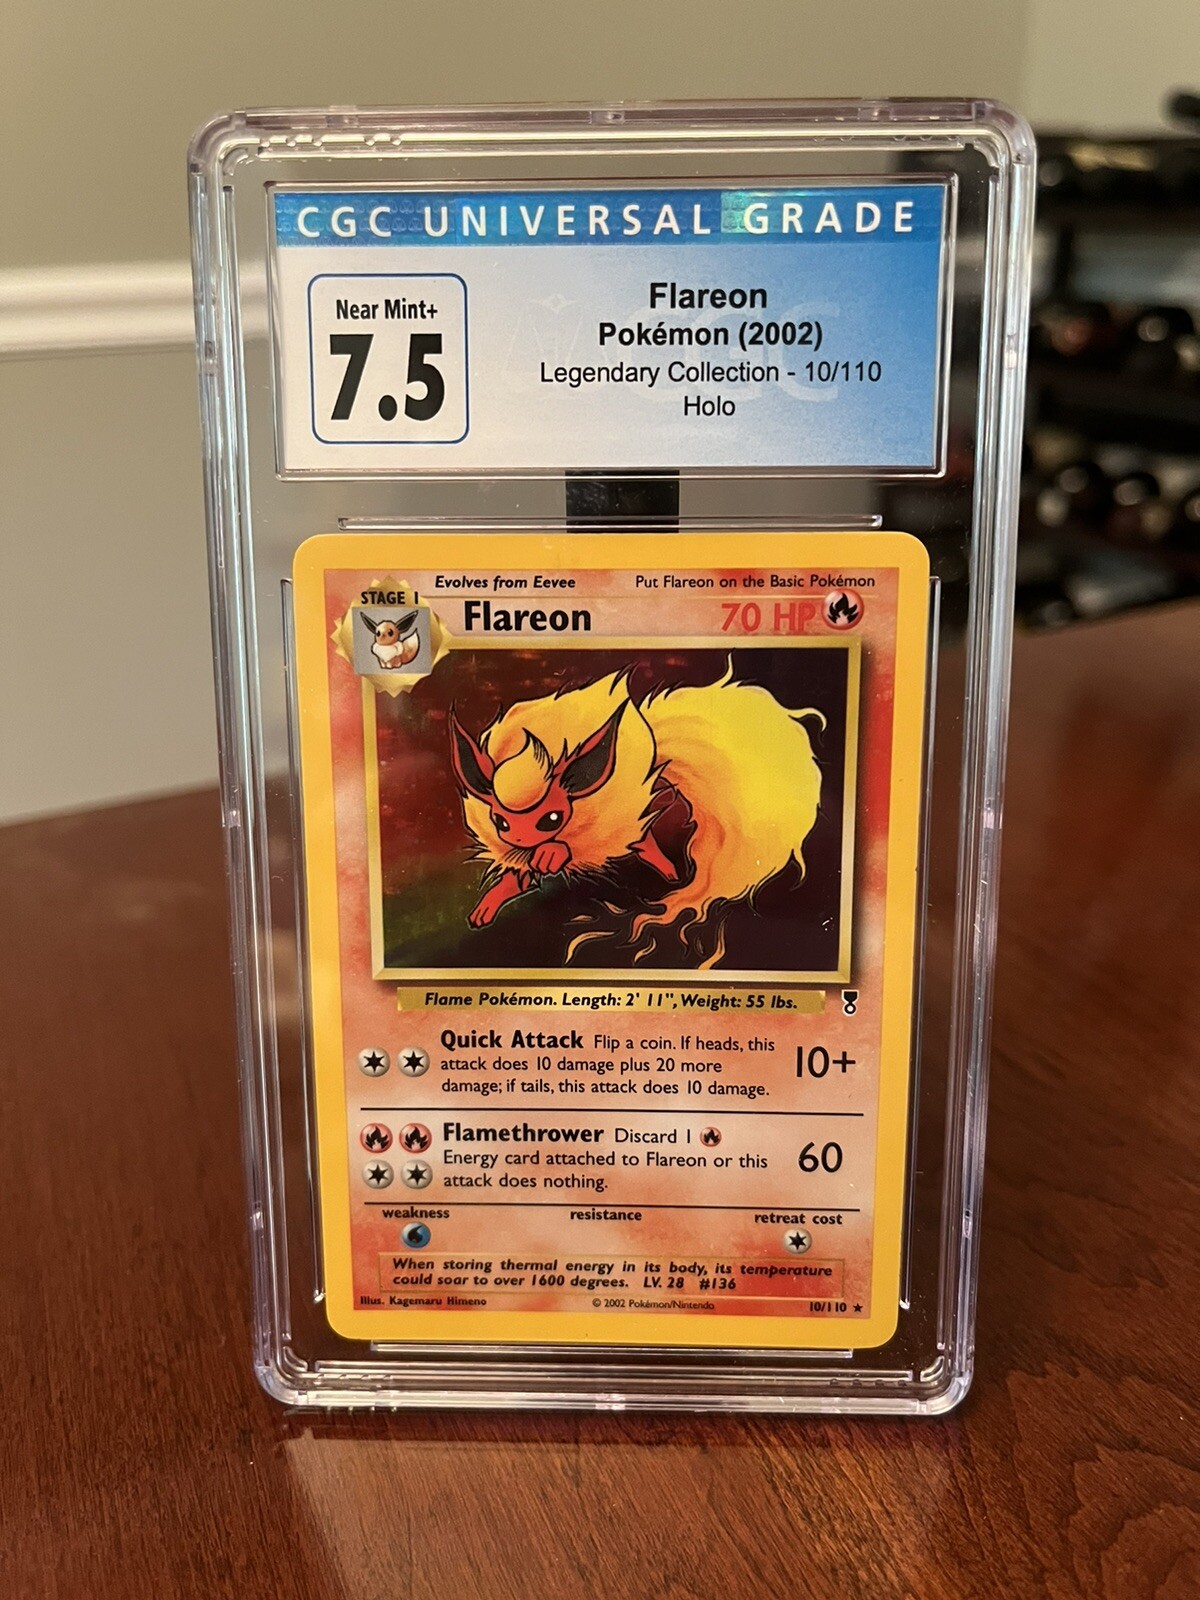 CGC UNIVERSAL GRADE
Near Mint+
7.5
Flareon
Pokémon (2002)
Legendary Collection - 10/110
Holo
Evolves from Eevee
Put Flareon on the Basic Pokémon
STAGE 1
Flareon
70 HP
Flame Pokémon. Length: 2' 11", Weight: 55 lbs.
Quick Attack Flip a coin. If heads, this
attack does 10 damage plus 20 more
damage; if tails, this attack does 10 damage.
10+
Flamethrower Discard 1
Energy card attached to Flareon or this
attack does nothing.
60
weakness
resistance
retreat cost
When storing thermal energy in its body, its temperature
could soar to over 1600 degrees. LV. 28 #136
Illus. Kagemaru Himeno
© 2002 Pokémon/Nintendo
10/110 ★